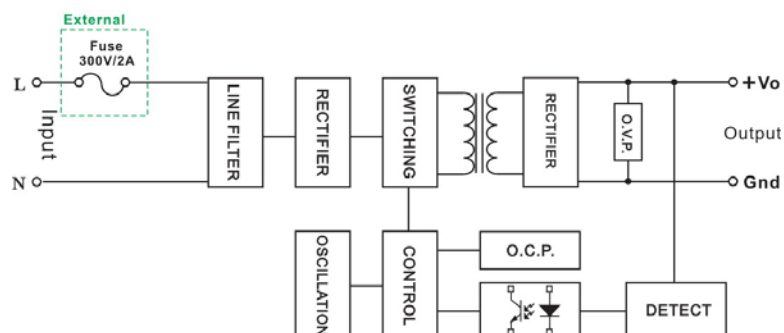 External
Fuse
300V/2A
L
Input
N
LINE FILTER
RECTIFIER
SWITCHING
RECTIFIER
O.V.P.
+Vo
Output
Gnd
OSCILLATION
CONTROL
O.C.P.
DETECT